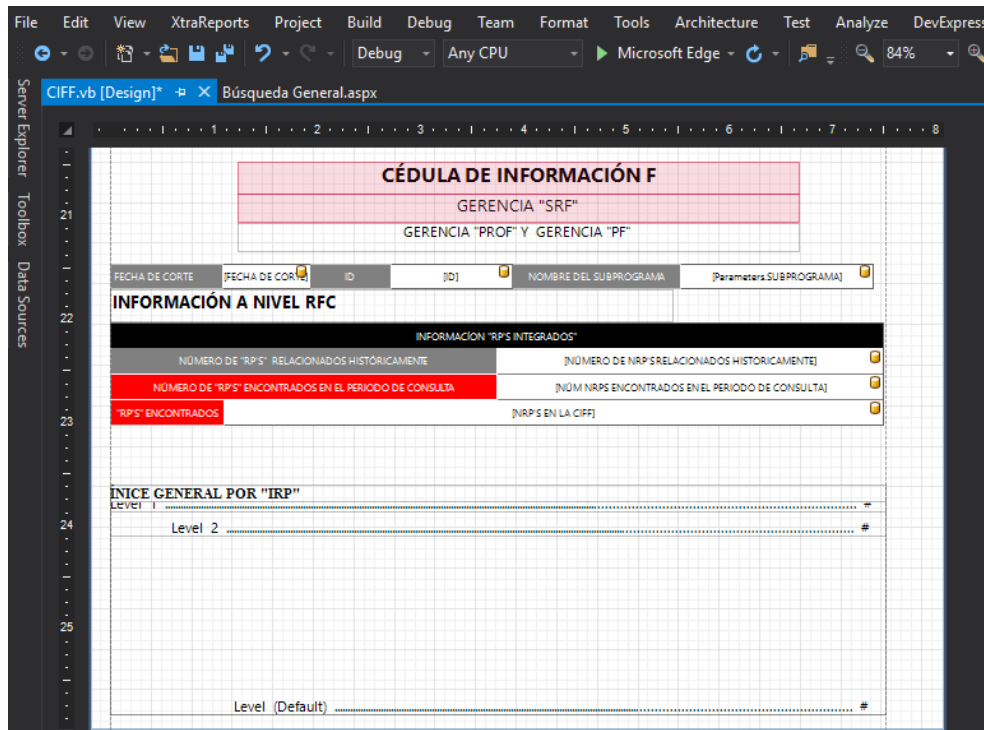 File Edit View XtraReports Project Build Debug Team Format Tools Architecture Test Analyze DevExpress
Debug Any CPU Microsoft Edge 84%
CIFF.vb [Design]* Búsqueda General.aspx
Server Explorer
Toolbox
Data Sources
1 2 3 4 5 6 7 8
CÉDULA DE INFORMACIÓN F
GERENCIA "SRF"
21
GERENCIA "PROF" Y GERENCIA "PF"
FECHA DE CORTE [FECHA DE CORTE] ID [ID] NOMBRE DEL SUBPROGRAMA [Parameters.SUBPROGRAMA]
INFORMACIÓN A NIVEL RFC
22
INFORMACÍON "RP'S INTEGRADOS"
NÚMERO DE "RP'S" RELACIONADOS HISTÓRICAMENTE [NÚMERO DE NRP'S RELACIONADOS HISTORICAMENTE]
NÚMERO DE "RP'S" ENCONTRADOS EN EL PERIODO DE CONSULTA [NÚM NRPS ENCONTRADOS EN EL PERIODO DE CONSULTA]
"RP'S" ENCONTRADOS [NRP'S EN LA CIFF]
23
ÍNICE GENERAL POR "IRP"
Level 1 #
24
Level 2 #
25
Level (Default) #